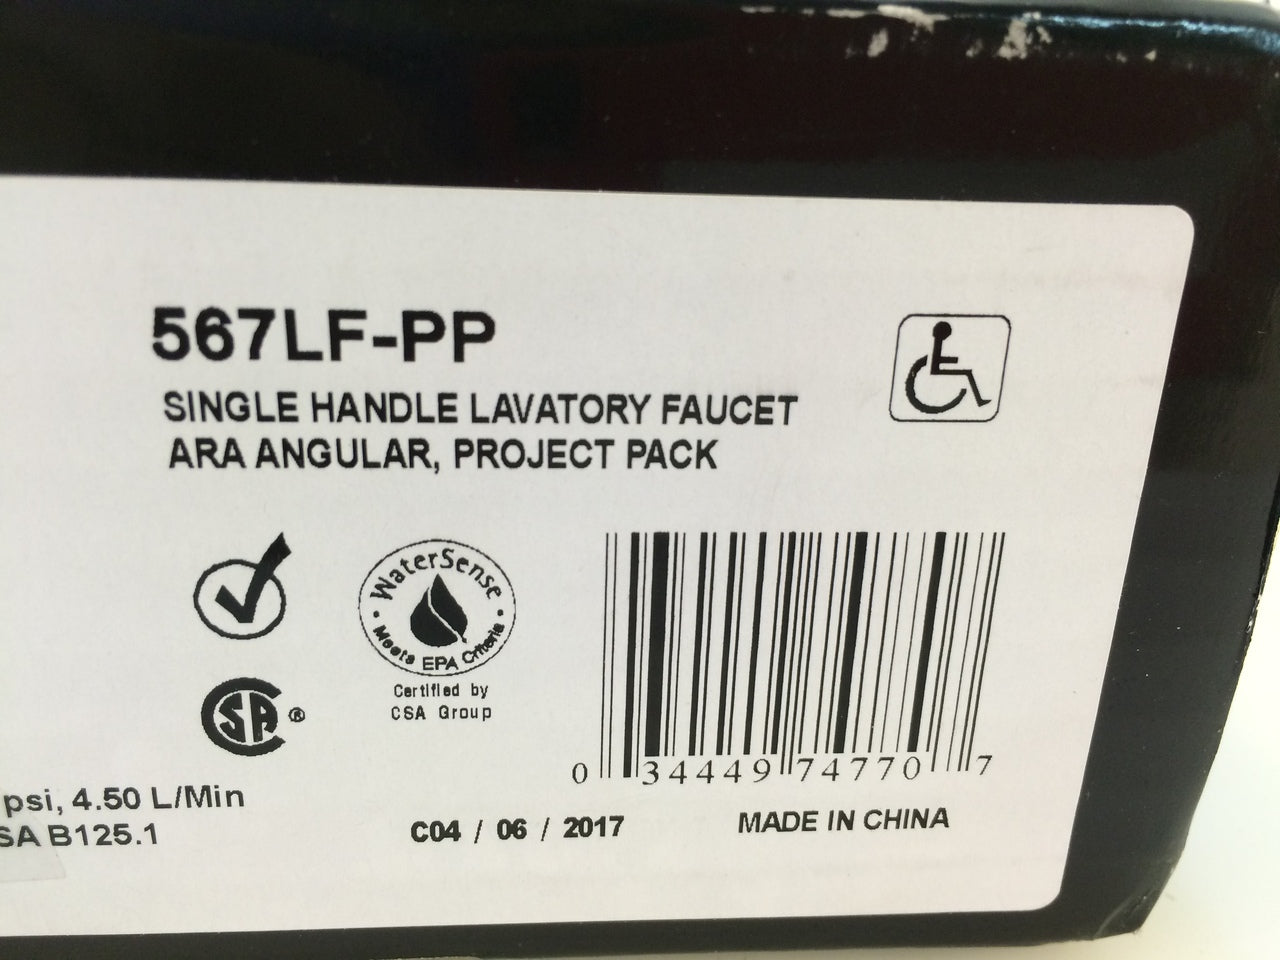 567LF-PP
SINGLE HANDLE LAVATORY FAUCET
ARA ANGULAR, PROJECT PACK
WaterSense
Meets EPA Criteria
Certified by
CSA Group
SA ®
0 34449 74770 7
psi, 4.50 L/Min
SA B125.1
C04 / 06 / 2017
MADE IN CHINA